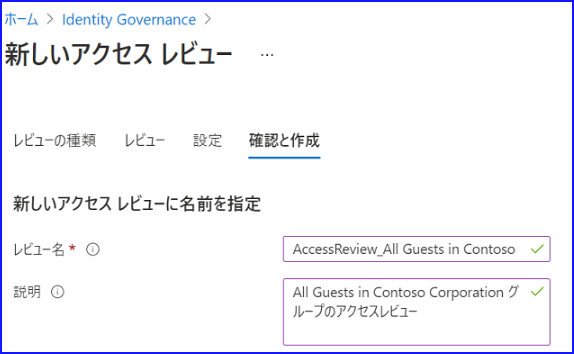 ホーム > Identity Governance >
新しいアクセス レビュー ...
レビューの種類 レビュー 設定 確認と作成
新しいアクセス レビューに名前を指定
レビュー名 * AccessReview_All Guests in Contoso
説明 All Guests in Contoso Corporation グ
ループのアクセスレビュー